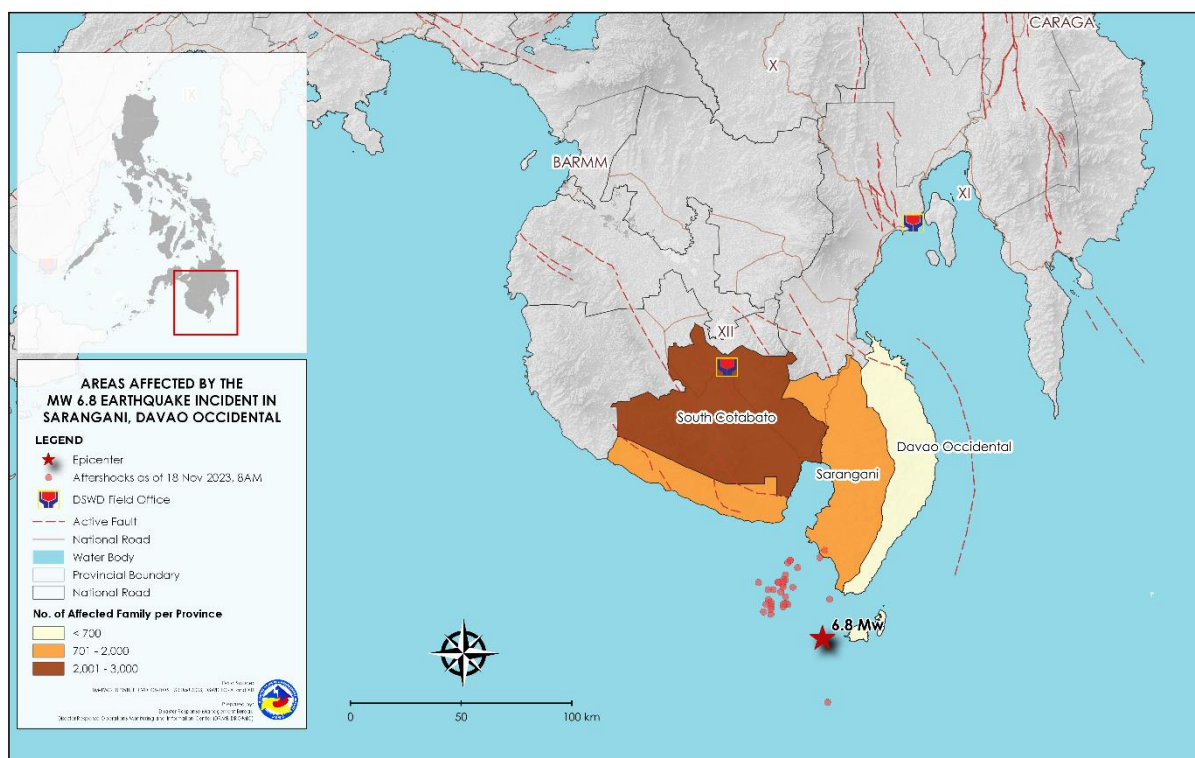 CARAGA
X
IX
BARMM
XI
XII
South Cotabato
Davao Occidental
Sarangani
6.8 Mw
AREAS AFFECTED BY THE
MW 6.8 EARTHQUAKE INCIDENT IN
SARANGANI, DAVAO OCCIDENTAL
LEGEND
Epicenter
Aftershocks as of 18 Nov 2023, 8AM
DSWD Field Office
Active Fault
National Road
Water Body
Provincial Boundary
National Road
No. of Affected Family per Province
< 700
701 - 2,000
2,001 - 3,000
Data Source:
Prepared by:
Disaster Response Management Bureau
Disaster Response Operations Monitoring and Information Center (DSWD-DROMIC)
0 50 100 km